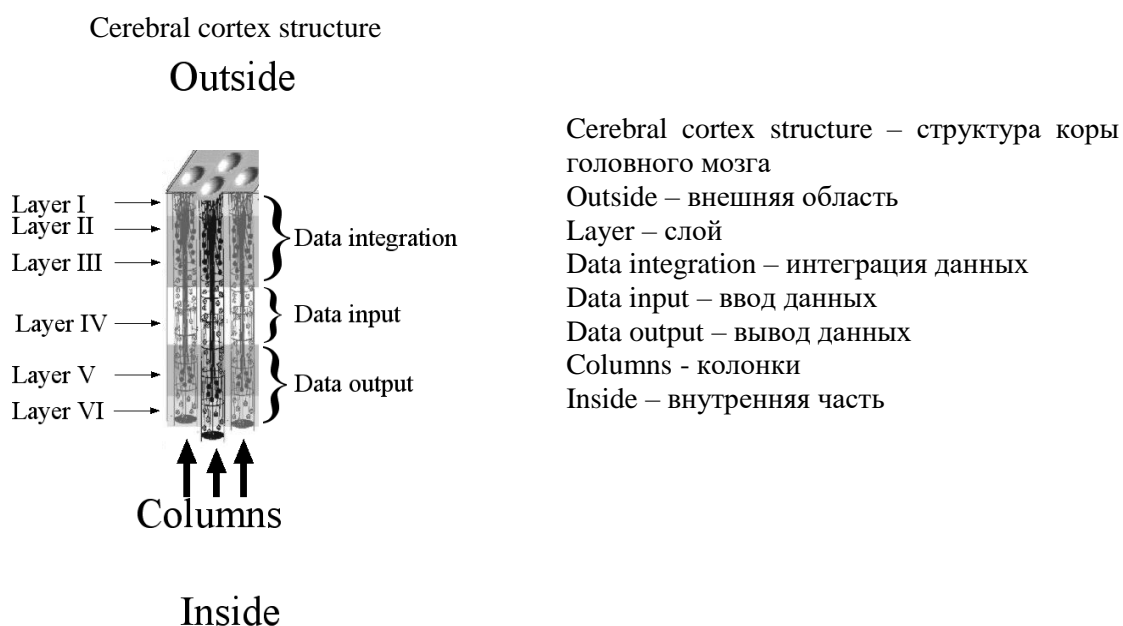 Cerebral cortex structure
Outside
Layer I
Layer II
Layer III
Layer IV
Layer V
Layer VI
Data integration
Data input
Data output
Columns
Inside
Cerebral cortex structure – структура коры
головного мозга
Outside – внешняя область
Layer – слой
Data integration – интеграция данных
Data input – ввод данных
Data output – вывод данных
Columns - колонки
Inside – внутренняя часть